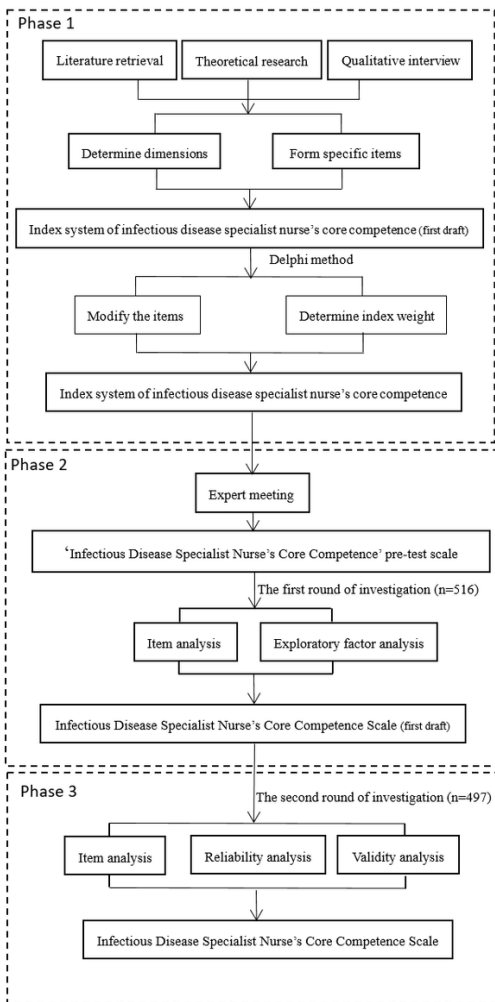 Phase 1
Literature retrieval
Theoretical research
Qualitative interview
Determine dimensions
Form specific items
Index system of infectious disease specialist nurse’s core competence (first draft)
Delphi method
Modify the items
Determine index weight
Index system of infectious disease specialist nurse’s core competence
Phase 2
Expert meeting
‘Infectious Disease Specialist Nurse’s Core Competence’ pre-test scale
The first round of investigation (n=516)
Item analysis
Exploratory factor analysis
Infectious Disease Specialist Nurse’s Core Competence Scale (first draft)
Phase 3
The second round of investigation (n=497)
Item analysis
Reliability analysis
Validity analysis
Infectious Disease Specialist Nurse’s Core Competence Scale